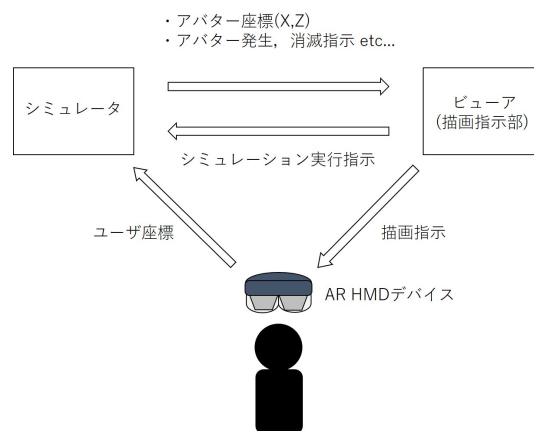 ・アバター座標(X,Z)
・アバター発生，消滅指示 etc...
シミュレータ
ビューア
(描画指示部)
シミュレーション実行指示
ユーザ座標
描画指示
AR HMDデバイス